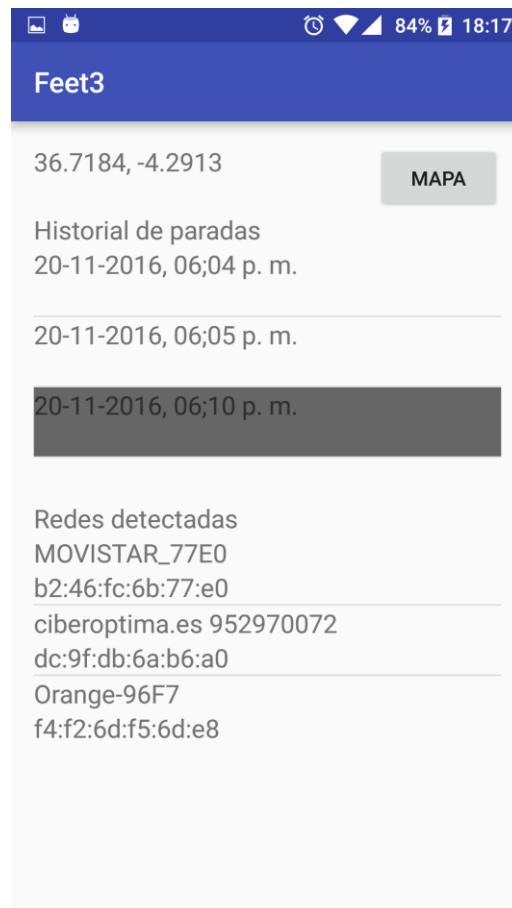 84% 18:17
Feet3
36.7184, -4.2913
MAPA
Historial de paradas
20-11-2016, 06;04 p. m.
20-11-2016, 06;05 p. m.
20-11-2016, 06;10 p. m.
Redes detectadas
MOVISTAR_77E0
b2:46:fc:6b:77:e0
ciberoptima.es 952970072
dc:9f:db:6a:b6:a0
Orange-96F7
f4:f2:6d:f5:6d:e8